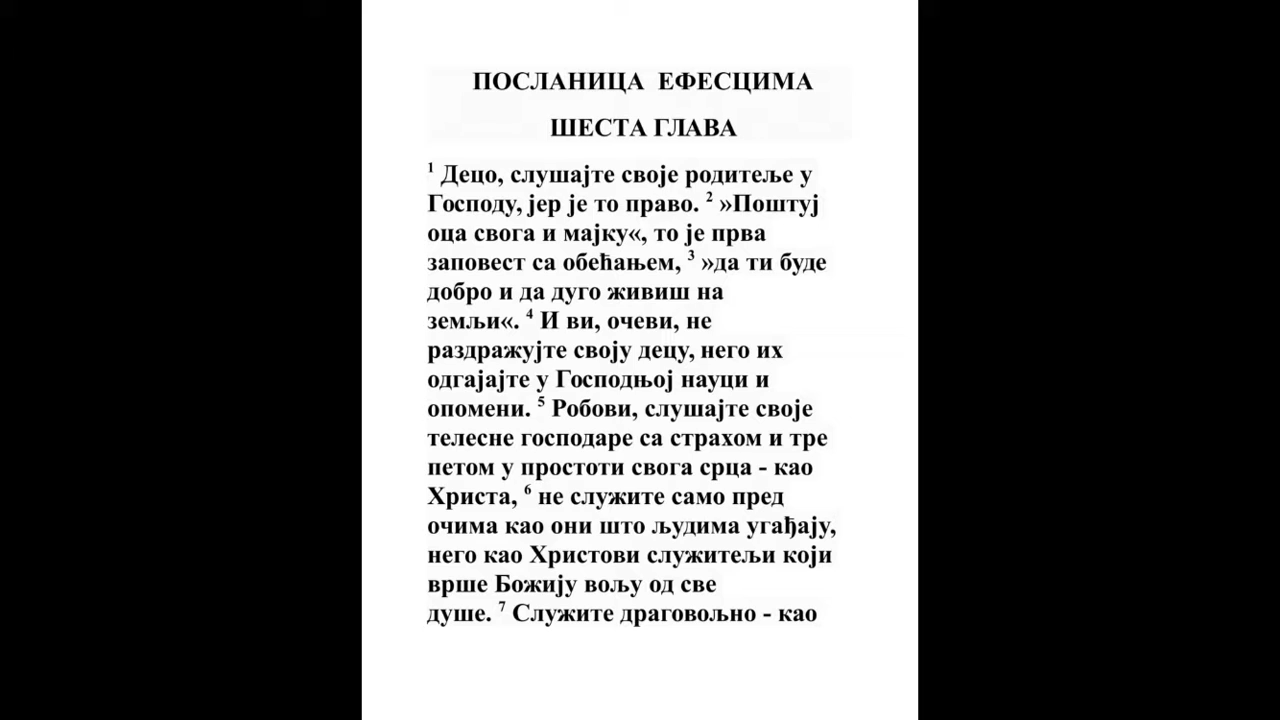 ПОСЛАНИЦА ЕФЕСЦИМА
ШЕСТА ГЛАВА
1 Децо, слушајте своје родитеље у
Господу, јер је то право. 2 »Поштуј
оца свога и мајку«, то је прва
заповест са обећањем, 3 »да ти буде
добро и да дуго живиш на
земљи«. 4 И ви, очеви, не
раздражујте своју децу, него их
одгајајте у Господњој науци и
опомени. 5 Робови, слушајте своје
телесне господаре са страхом и тре
петом у простоти свога срца - као
Христа, 6 не служите само пред
очима као они што људима угађају,
него као Христови служитељи који
врше Божију вољу од све
душе. 7 Служите драговољно - као